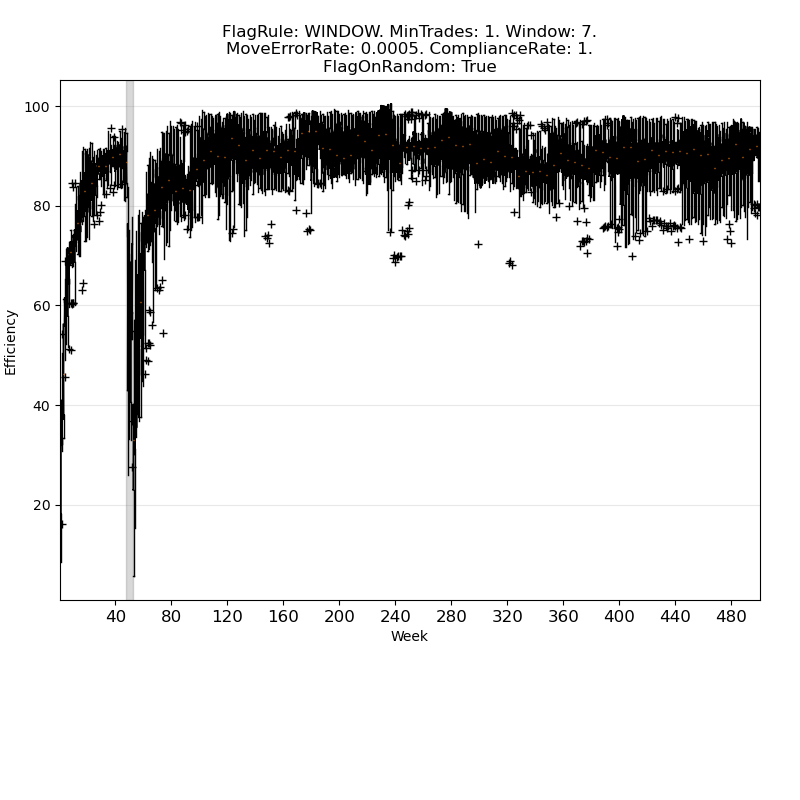 FlagRule: WINDOW. MinTrades: 1. Window: 7.
MoveErrorRate: 0.0005. ComplianceRate: 1.
FlagOnRandom: True
100
80
60
40
20
Efficiency
40 80 120 160 200 240 280 320 360 400 440 480
Week